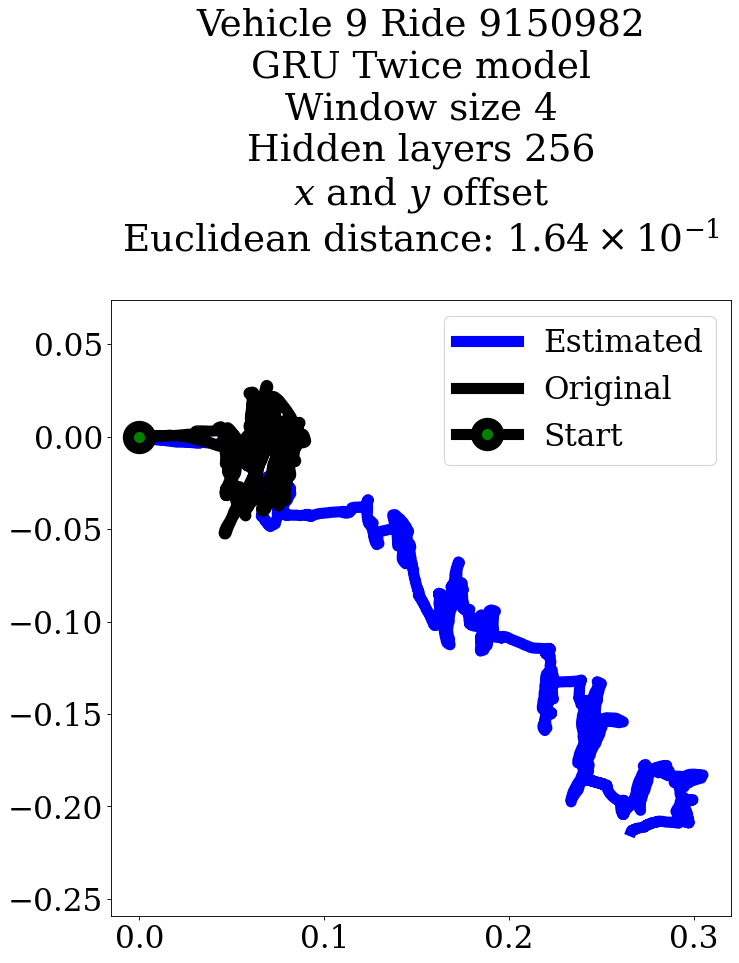 Vehicle 9 Ride 9150982
GRU Twice model
Window size 4
Hidden layers 256
x and y offset
Euclidean distance: 1.64 × 10⁻¹
Estimated
Original
Start
0.05
0.00
−0.05
−0.10
−0.15
−0.20
−0.25
0.0 0.1 0.2 0.3